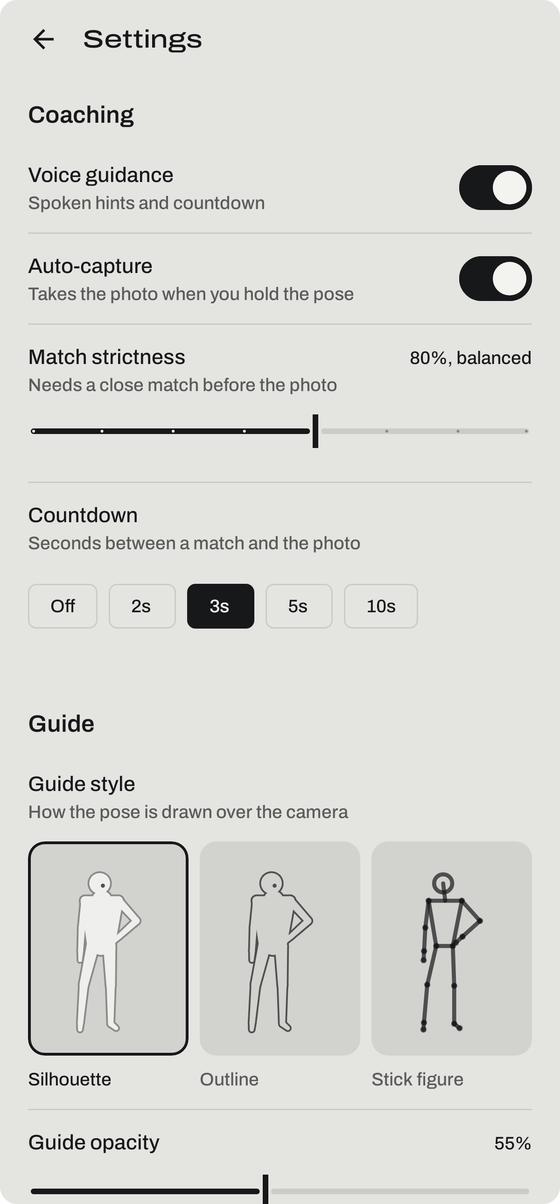 Settings
Coaching
Voice guidance
Spoken hints and countdown
Auto-capture
Takes the photo when you hold the pose
Match strictness
80%, balanced
Needs a close match before the photo
Countdown
Seconds between a match and the photo
Off 2s 3s 5s 10s
Guide
Guide style
How the pose is drawn over the camera
Silhouette Outline Stick figure
Guide opacity
55%